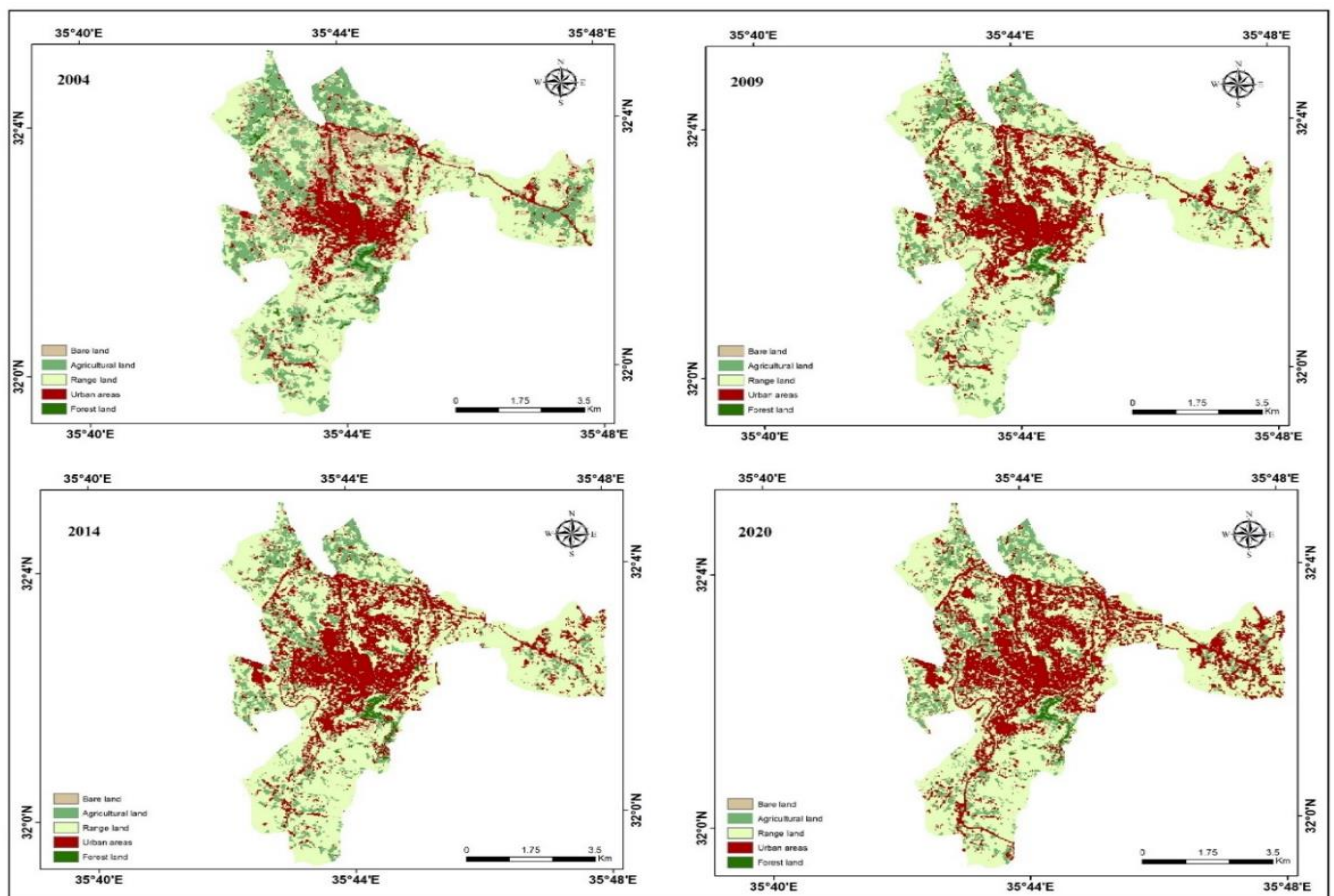 35°40'E 35°44'E 35°48'E
2004
N
W E
S
32°4'N 32°4'N
32°0'N 32°0'N
Bare land
Agricultural land
Range land
Urban areas
Forest land
0 1.75 3.5
Km
35°40'E 35°44'E 35°48'E
35°40'E 35°44'E 35°48'E
2009
N
W E
S
32°4'N 32°4'N
32°0'N 32°0'N
Bare land
Agricultural land
Range land
Urban areas
Forest land
0 1.75 3.5
Km
35°40'E 35°44'E 35°48'E
35°40'E 35°44'E 35°48'E
2014
N
W E
S
32°4'N 32°4'N
32°0'N 32°0'N
Bare land
Agricultural land
Range land
Urban areas
Forest land
0 1.75 3.5
Km
35°40'E 35°44'E 35°48'E
35°40'E 35°44'E 35°48'E
2020
N
W E
S
32°4'N 32°4'N
32°0'N 32°0'N
Bare land
Agricultural land
Range land
Urban areas
Forest land
0 1.75 3.5
Km
35°40'E 35°44'E 35°48'E